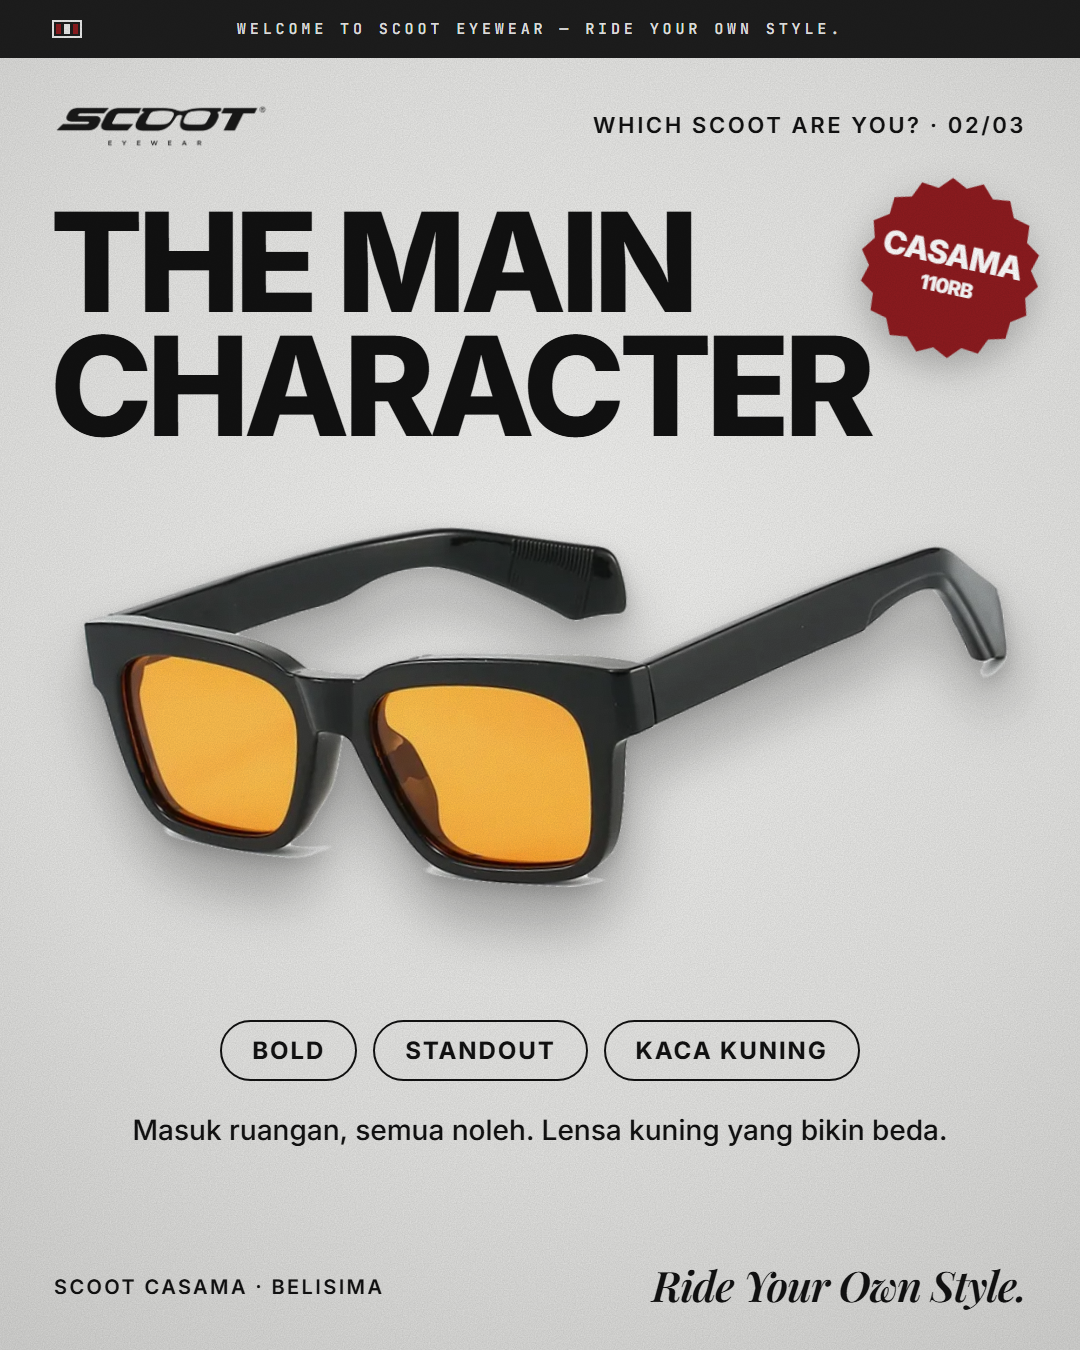 WELCOME TO SCOOT EYEWEAR — RIDE YOUR OWN STYLE.
SCOOT®
EYEWEAR
WHICH SCOOT ARE YOU? · 02/03
THE MAIN
CHARACTER
CASAMA
110RB
BOLD
STANDOUT
KACA KUNING
Masuk ruangan, semua noleh. Lensa kuning yang bikin beda.
SCOOT CASAMA · BELISIMA
Ride Your Own Style.